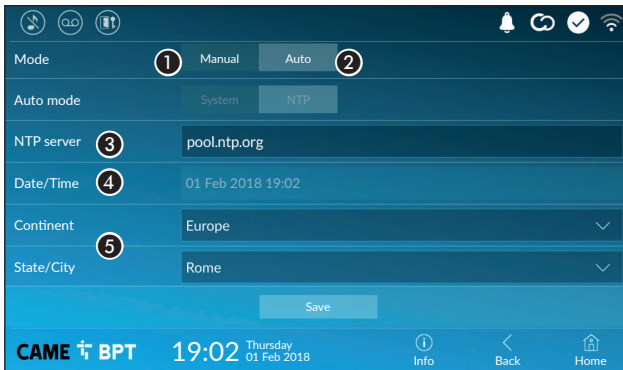 Mode 1 Manual Auto 2
Auto mode System NTP
NTP server 3 pool.ntp.org
Date/Time 4 01 Feb 2018 19:02
Continent Europe
5
State/City Rome
Save
CAME BPT 19:02 Thursday
01 Feb 2018
Info Back Home